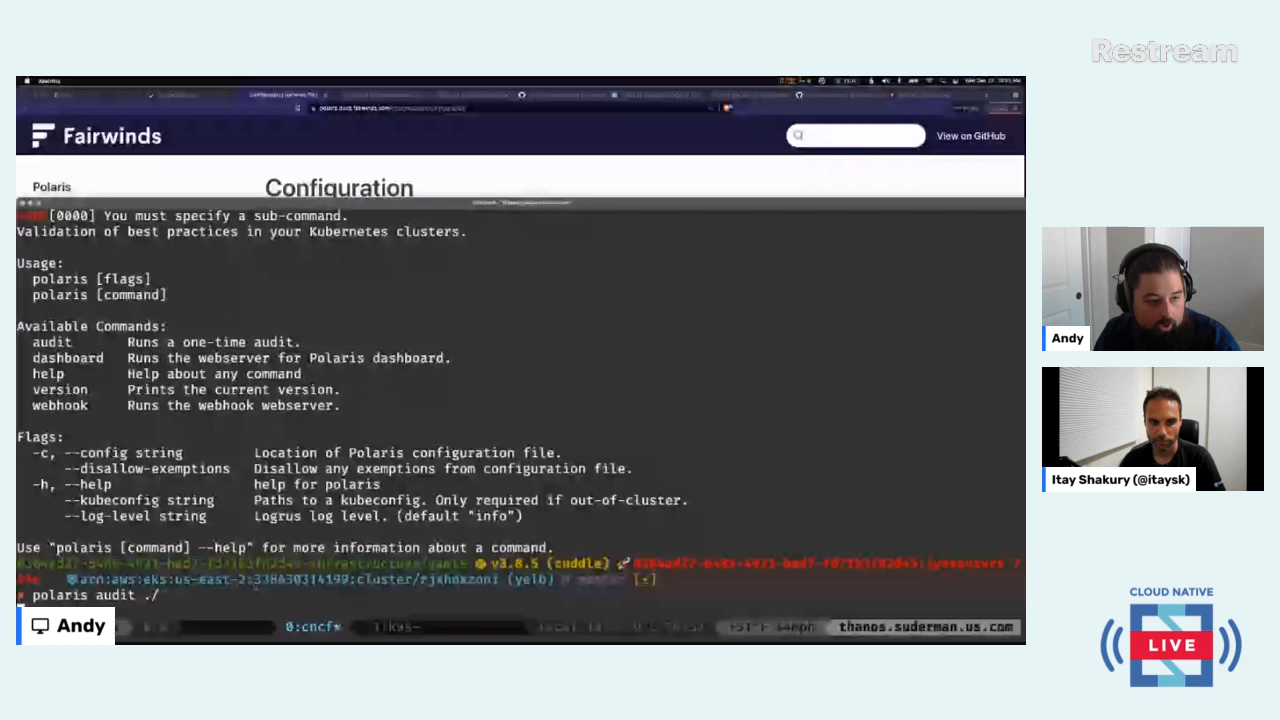 Restream
Fairwinds
View on GitHub
Polaris
Configuration
[0000] You must specify a sub-command.
Validation of best practices in your Kubernetes clusters.
Usage:
polaris [flags]
polaris [command]
Available Commands:
audit Runs a one-time audit.
dashboard Runs the webserver for Polaris dashboard.
help Help about any command
version Prints the current version.
webhook Runs the webhook webserver.
Flags:
-c, --config string Location of Polaris configuration file.
--disallow-exemptions Disallow any exemptions from configuration file.
-h, --help help for polaris
--kubeconfig string Paths to a kubeconfig. Only required if out-of-cluster.
--log-level string Logrus log level. (default "info")
Use "polaris [command] --help" for more information about a command.
v3.8.5 (cuddle)
(yelb)
polaris audit ./
0:cncf*
thanos.suderman.us.com
Andy
Andy
Itay Shakury (@itaysk)
CLOUD NATIVE
LIVE